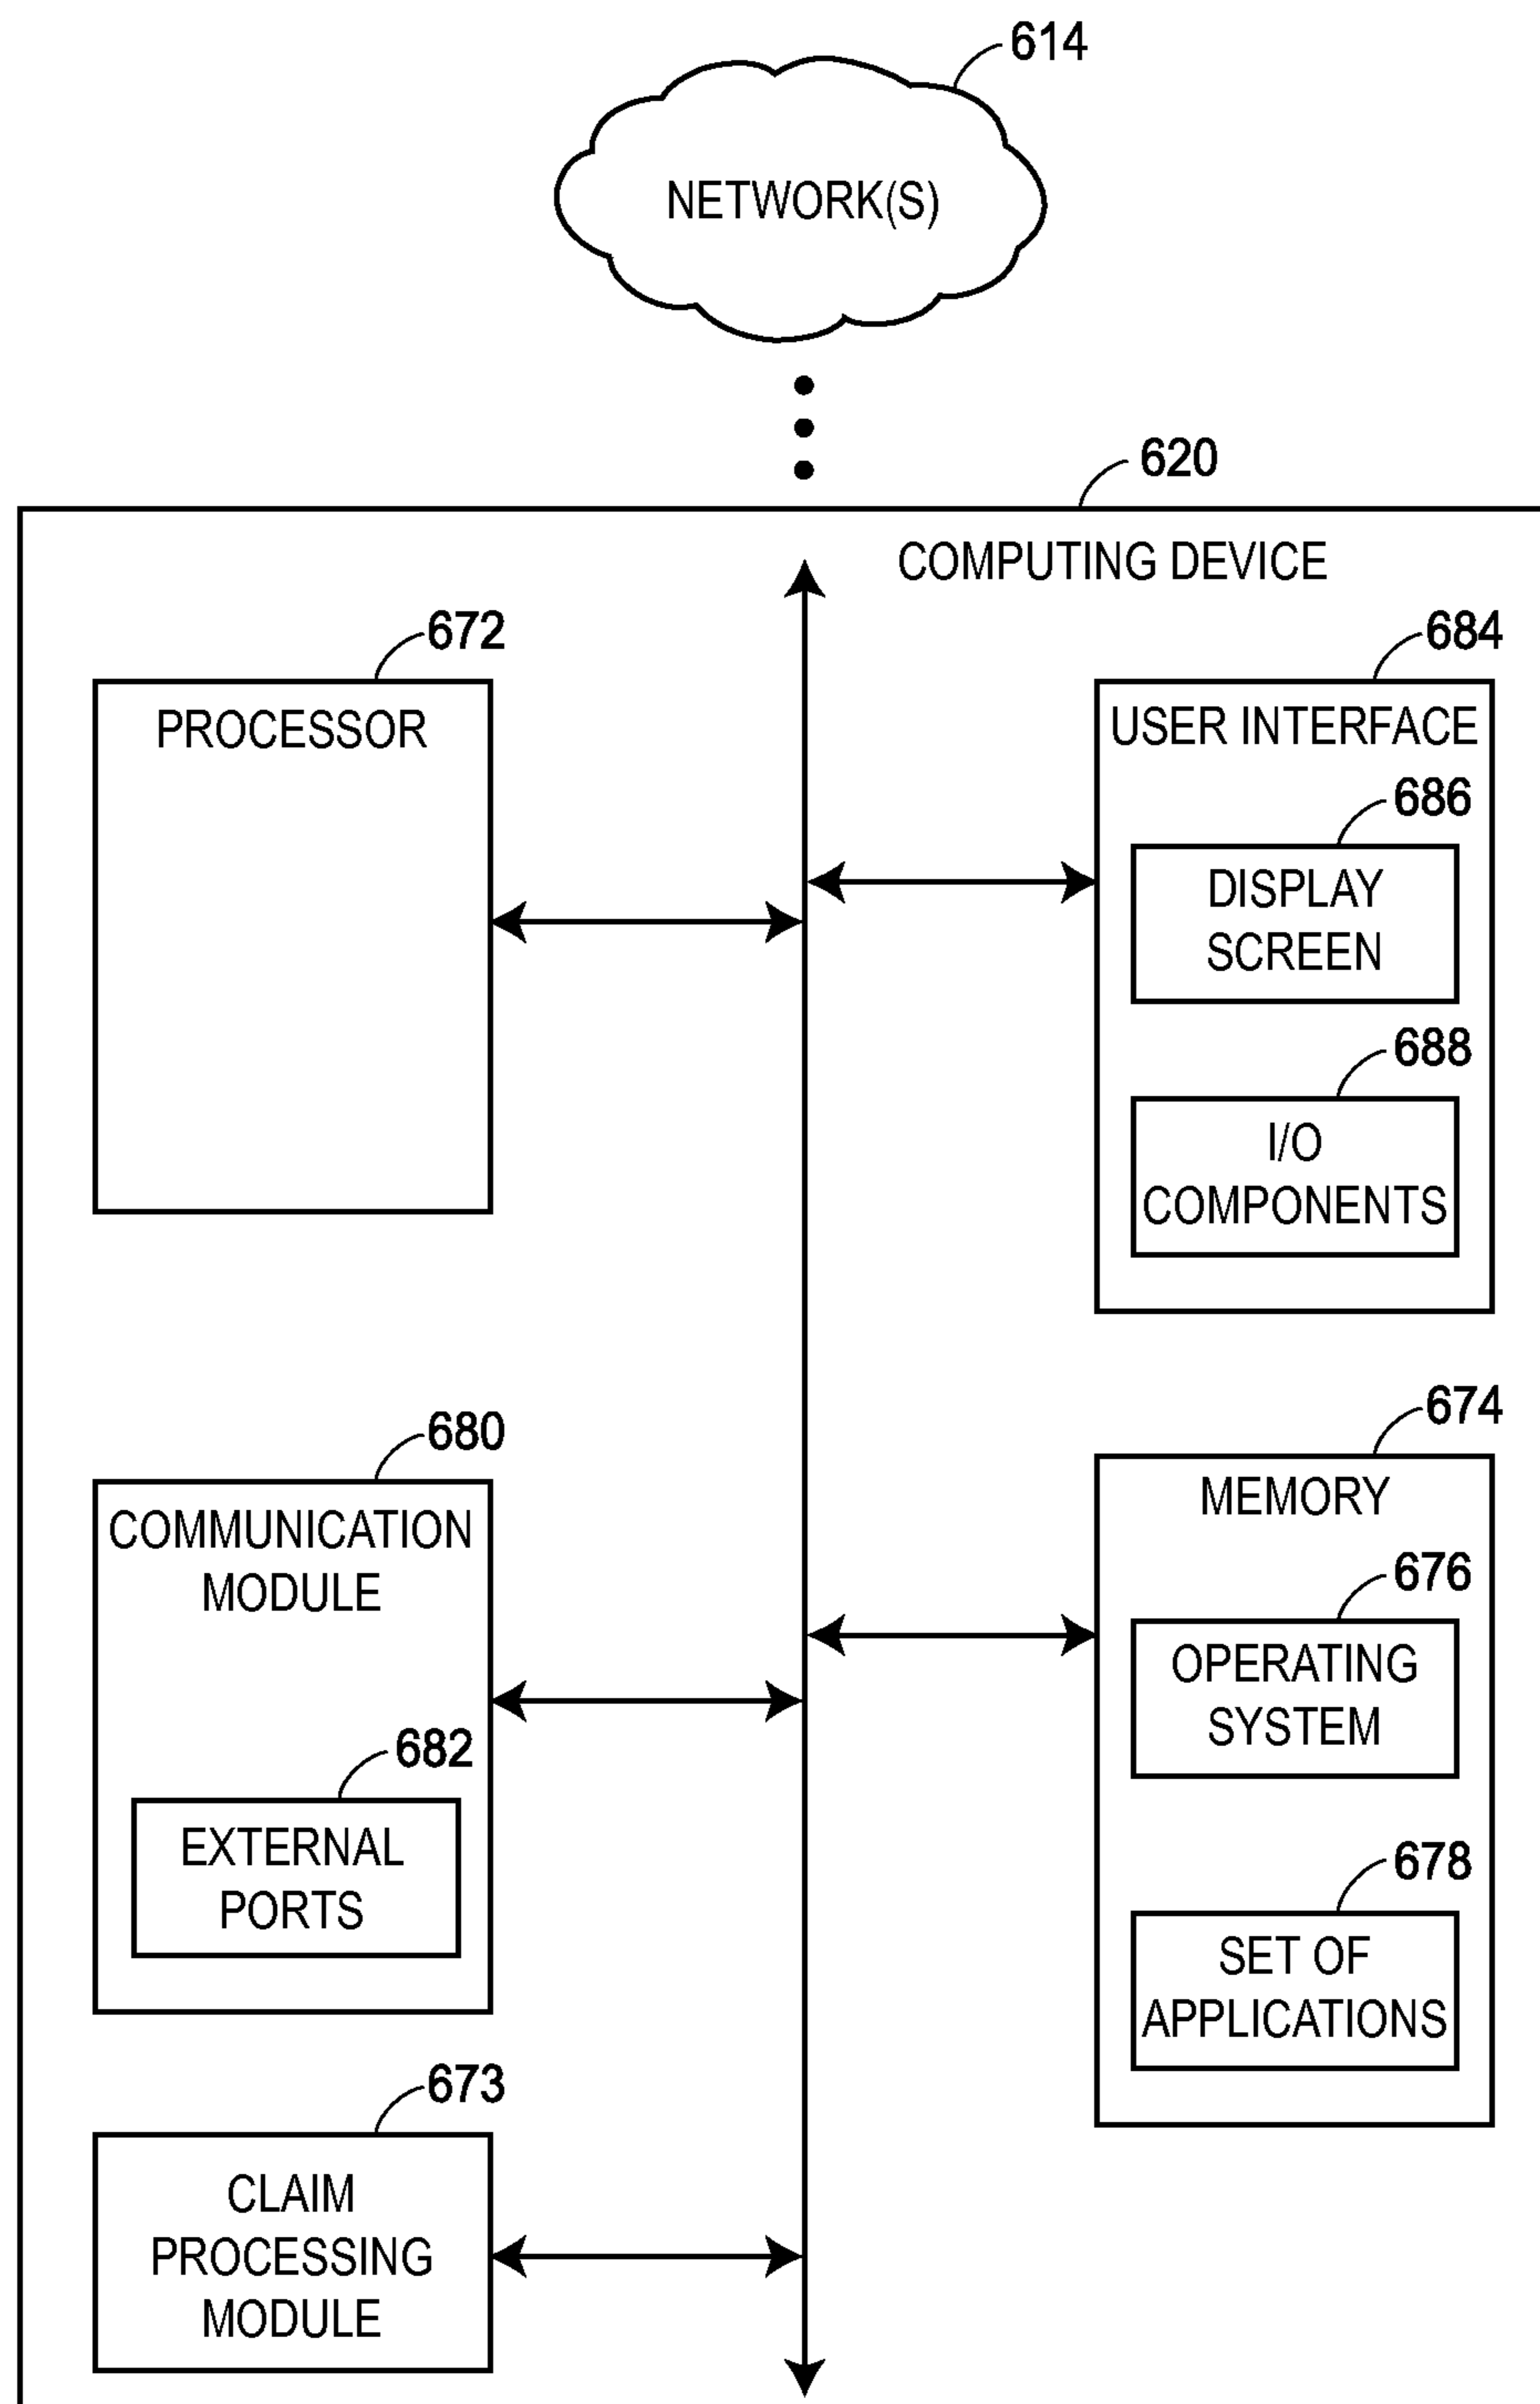 614
NETWORK(S)
620
COMPUTING DEVICE
672
PROCESSOR
684
USER INTERFACE
686
DISPLAY
SCREEN
688
I/O
COMPONENTS
680
COMMUNICATION
MODULE
682
EXTERNAL
PORTS
674
MEMORY
676
OPERATING
SYSTEM
678
SET OF
APPLICATIONS
673
CLAIM
PROCESSING
MODULE